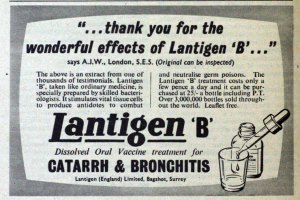 “...thank you for the
wonderful effects of Lantigen ‘B’...”
says A.J.W., London, S.E.5. (Original can be inspected)
The above is an extract from one of
thousands of testimonials. Lantigen
‘B’, taken like ordinary medicine, is
specially prepared by skilled bacteri-
ologists. It stimulates vital tissue cells
to produce antidotes to combat
and neutralise germ poisons. The
‘B’ treatment costs only a
few pence a day and it can be pur-
chased at 25/- a bottle including P.T.
Over 3,000,000 bottles sold through-
out the world. Leaflet free.
Lantigen ‘B’
Dissolved Oral Vaccine treatment for
CATARRH & BRONCHITIS
Lantigen (England) Limited, Bagshot, Surrey